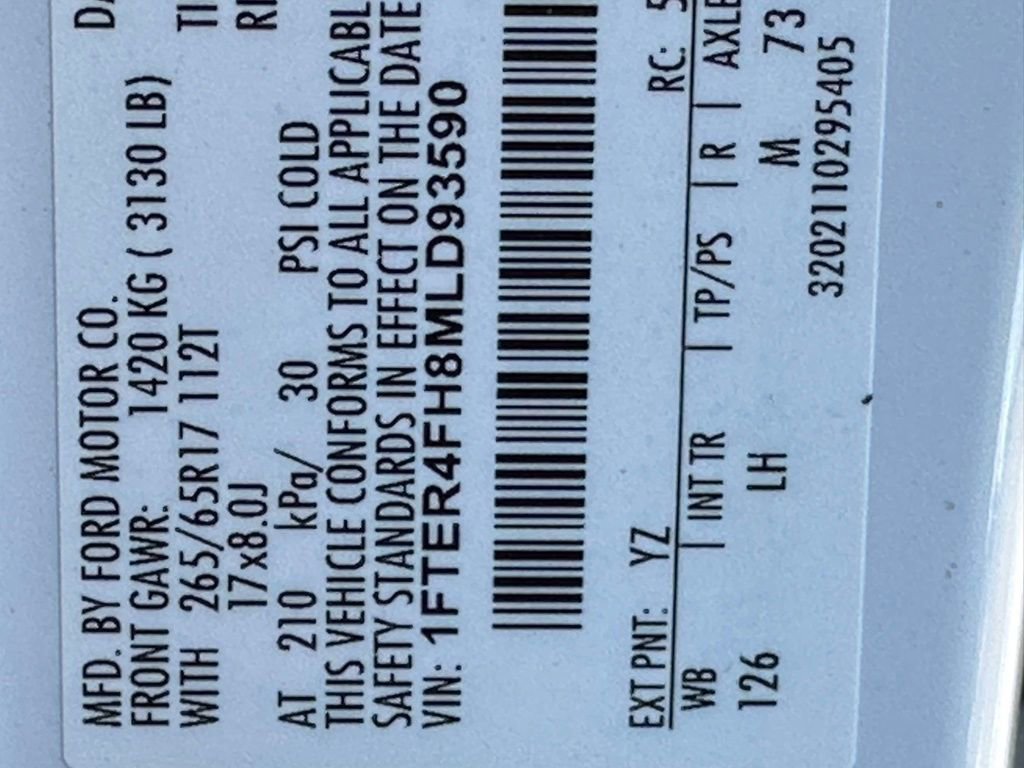 MFD. BY FORD MOTOR CO.
FRONT GAWR: 1420 KG ( 3130 LB)
WITH 265/65R17 112T
17x8.0J
AT 210 kPa/ 30 PSI COLD
THIS VEHICLE CONFORMS TO ALL APPLICABL
SAFETY STANDARDS IN EFFECT ON THE DATE
VIN: 1FTER4FH8MLD93590
EXT PNT: YZ RC: 5
WB | INT TR | TP/PS | R | AXLE
126 LH M 73
3202110295405